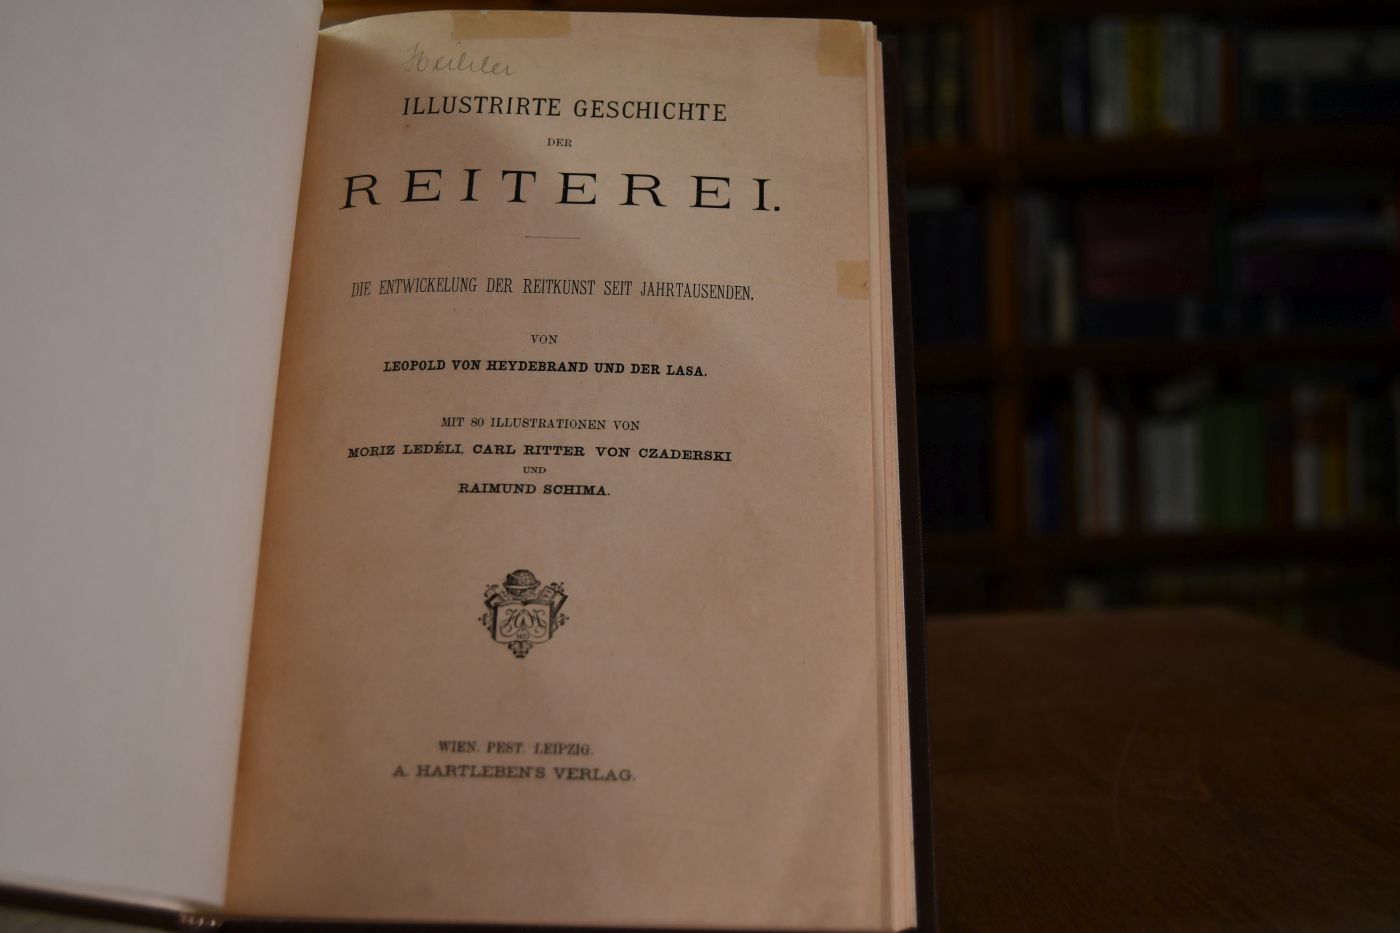 ILLUSTRIRTE GESCHICHTE
DER
REITEREI.
DIE ENTWICKELUNG DER REITKUNST SEIT JAHRTAUSENDEN.
VON
LEOPOLD VON HEYDEBRAND UND DER LASA.
MIT 80 ILLUSTRATIONEN VON
MORIZ LEDÉLI, CARL RITTER VON CZADERSKI
UND
RAIMUND SCHIMA.
WIEN. PEST. LEIPZIG.
A. HARTLEBEN'S VERLAG.